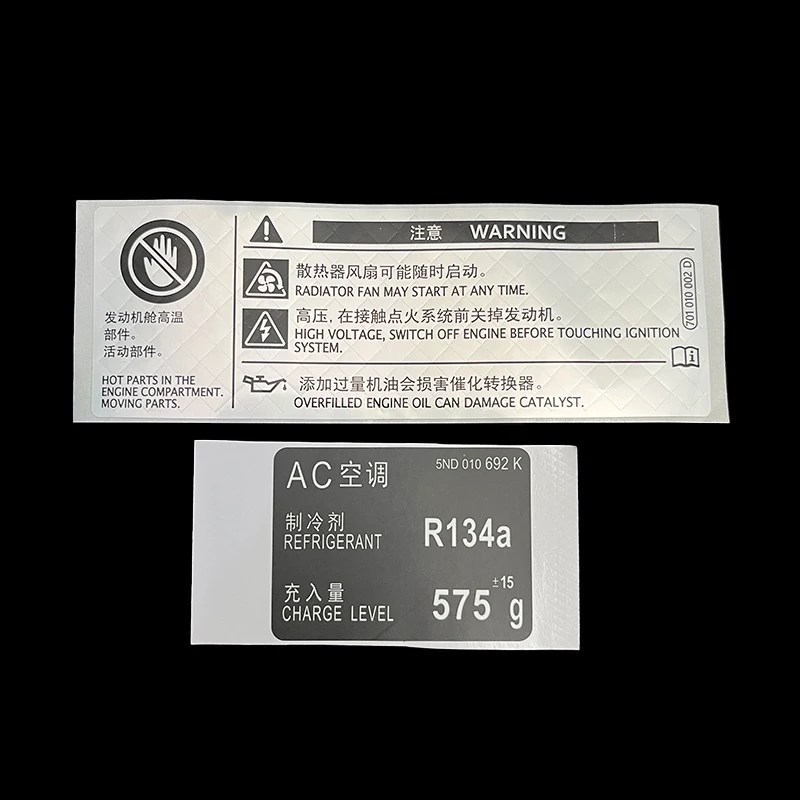 注意 WARNING
发动机舱高温
部件。
活动部件。
HOT PARTS IN THE
ENGINE COMPARTMENT.
MOVING PARTS.
散热器风扇可能随时启动。
RADIATOR FAN MAY START AT ANY TIME.
高压,在接触点火系统前关掉发动机。
HIGH VOLTAGE, SWITCH OFF ENGINE BEFORE TOUCHING IGNITION
SYSTEM.
添加过量机油会损害催化转换器。
OVERFILLED ENGINE OIL CAN DAMAGE CATALYST.
701 010 002 D
AC空调
5ND 010 692 K
制冷剂
REFRIGERANT
R134a
充入量
CHARGE LEVEL
575 ±15 g